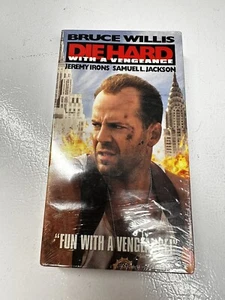 BRUCE WILLIS
DIE HARD
WITH A VENGEANCE
JEREMY IRONS SAMUEL L. JACKSON
"FUN WITH A VENGEANCE!"